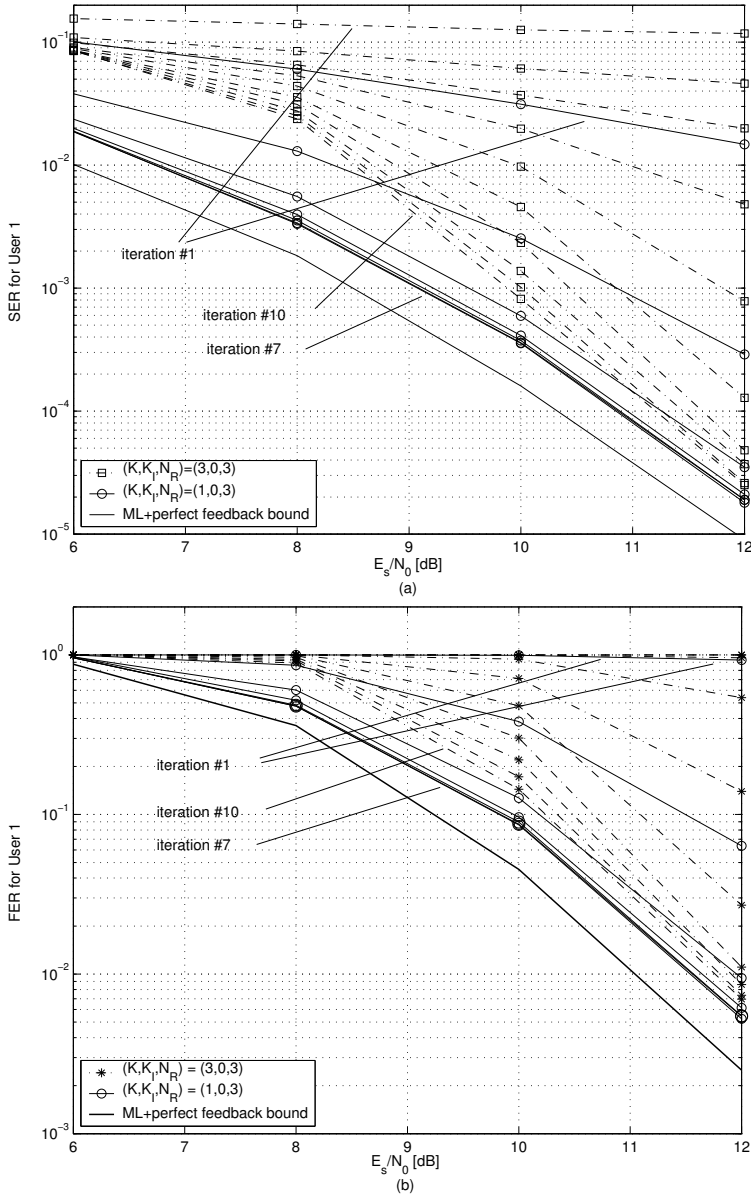 10^-1
10^-2
10^-3
10^-4
10^-5
SER for User 1
iteration #1
iteration #10
iteration #7
(K,K_I,N_R)=(3,0,3)
(K,K_I,N_R)=(1,0,3)
ML+perfect feedback bound
6 7 8 9 10 11 12
E_s/N_0 [dB]
(a)
10^0
10^-1
10^-2
10^-3
FER for User 1
iteration #1
iteration #10
iteration #7
(K,K_I,N_R) = (3,0,3)
(K,K_I,N_R) = (1,0,3)
ML+perfect feedback bound
6 7 8 9 10 11 12
E_s/N_0 [dB]
(b)